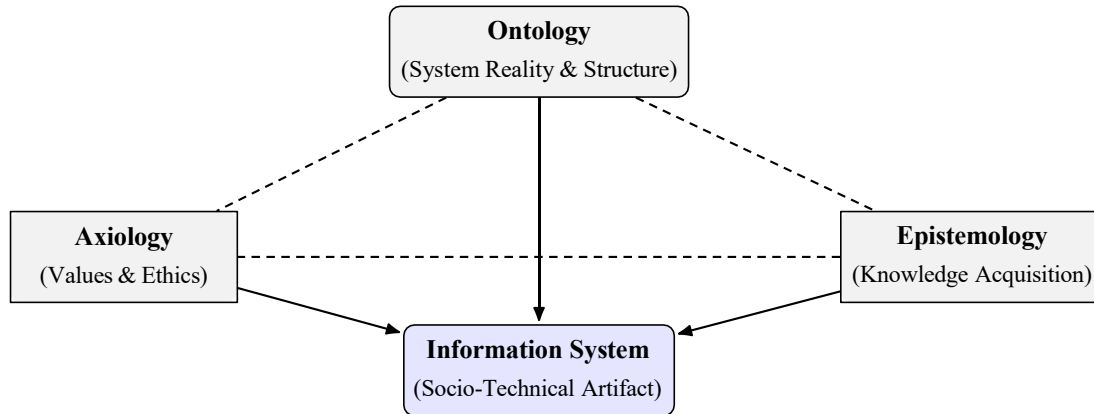 Ontology
(System Reality & Structure)
Axiology
(Values & Ethics)
Epistemology
(Knowledge Acquisition)
Information System
(Socio-Technical Artifact)